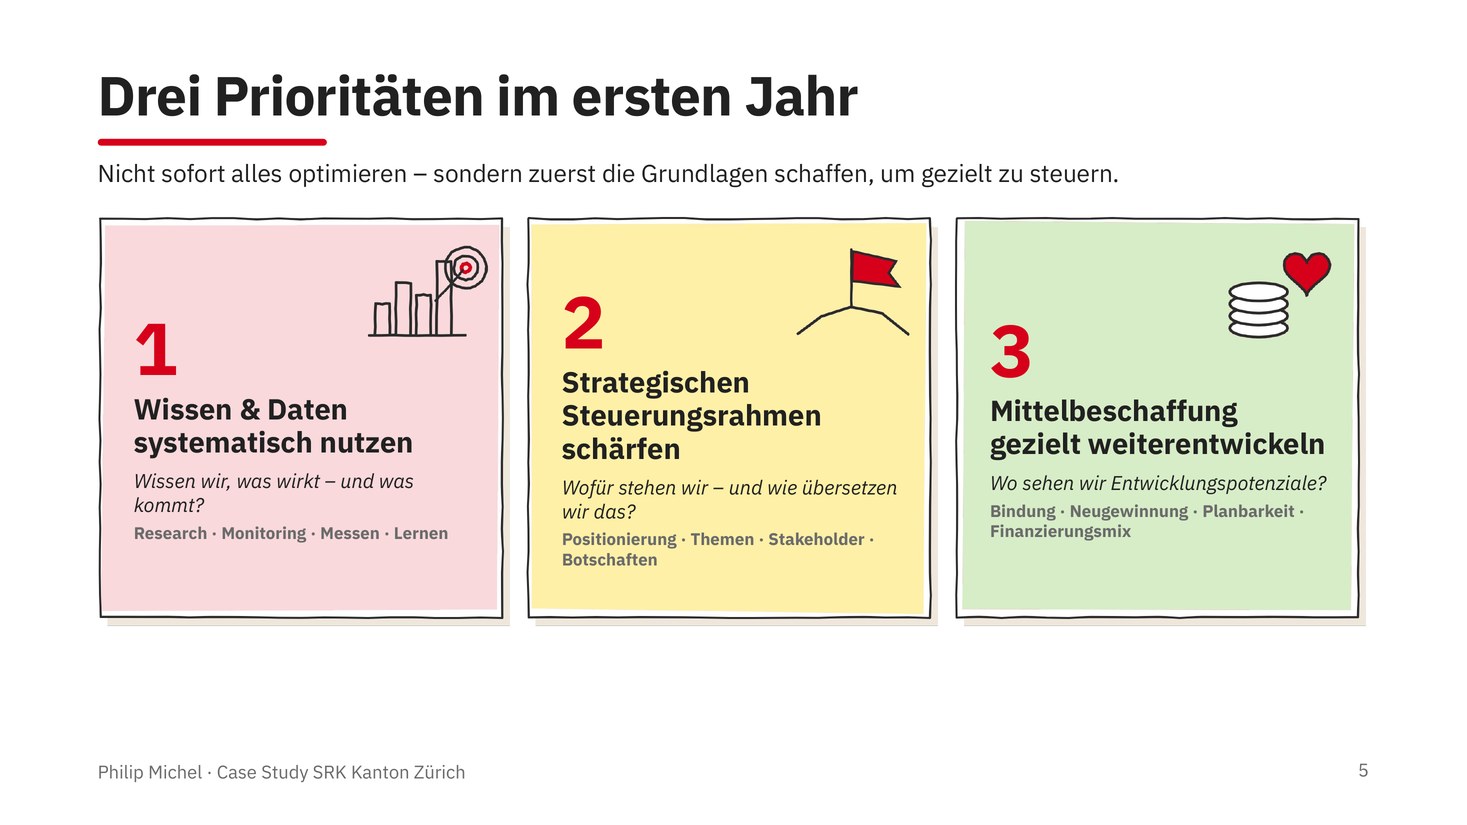 Drei Prioritäten im ersten Jahr
Nicht sofort alles optimieren – sondern zuerst die Grundlagen schaffen, um gezielt zu steuern.
1
Wissen & Daten
systematisch nutzen
Wissen wir, was wirkt – und was
kommt?
Research · Monitoring · Messen · Lernen
2
Strategischen
Steuerungsrahmen
schärfen
Wofür stehen wir – und wie übersetzen
wir das?
Positionierung · Themen · Stakeholder ·
Botschaften
3
Mittelbeschaffung
gezielt weiterentwickeln
Wo sehen wir Entwicklungspotenziale?
Bindung · Neugewinnung · Planbarkeit ·
Finanzierungsmix
Philip Michel · Case Study SRK Kanton Zürich
5